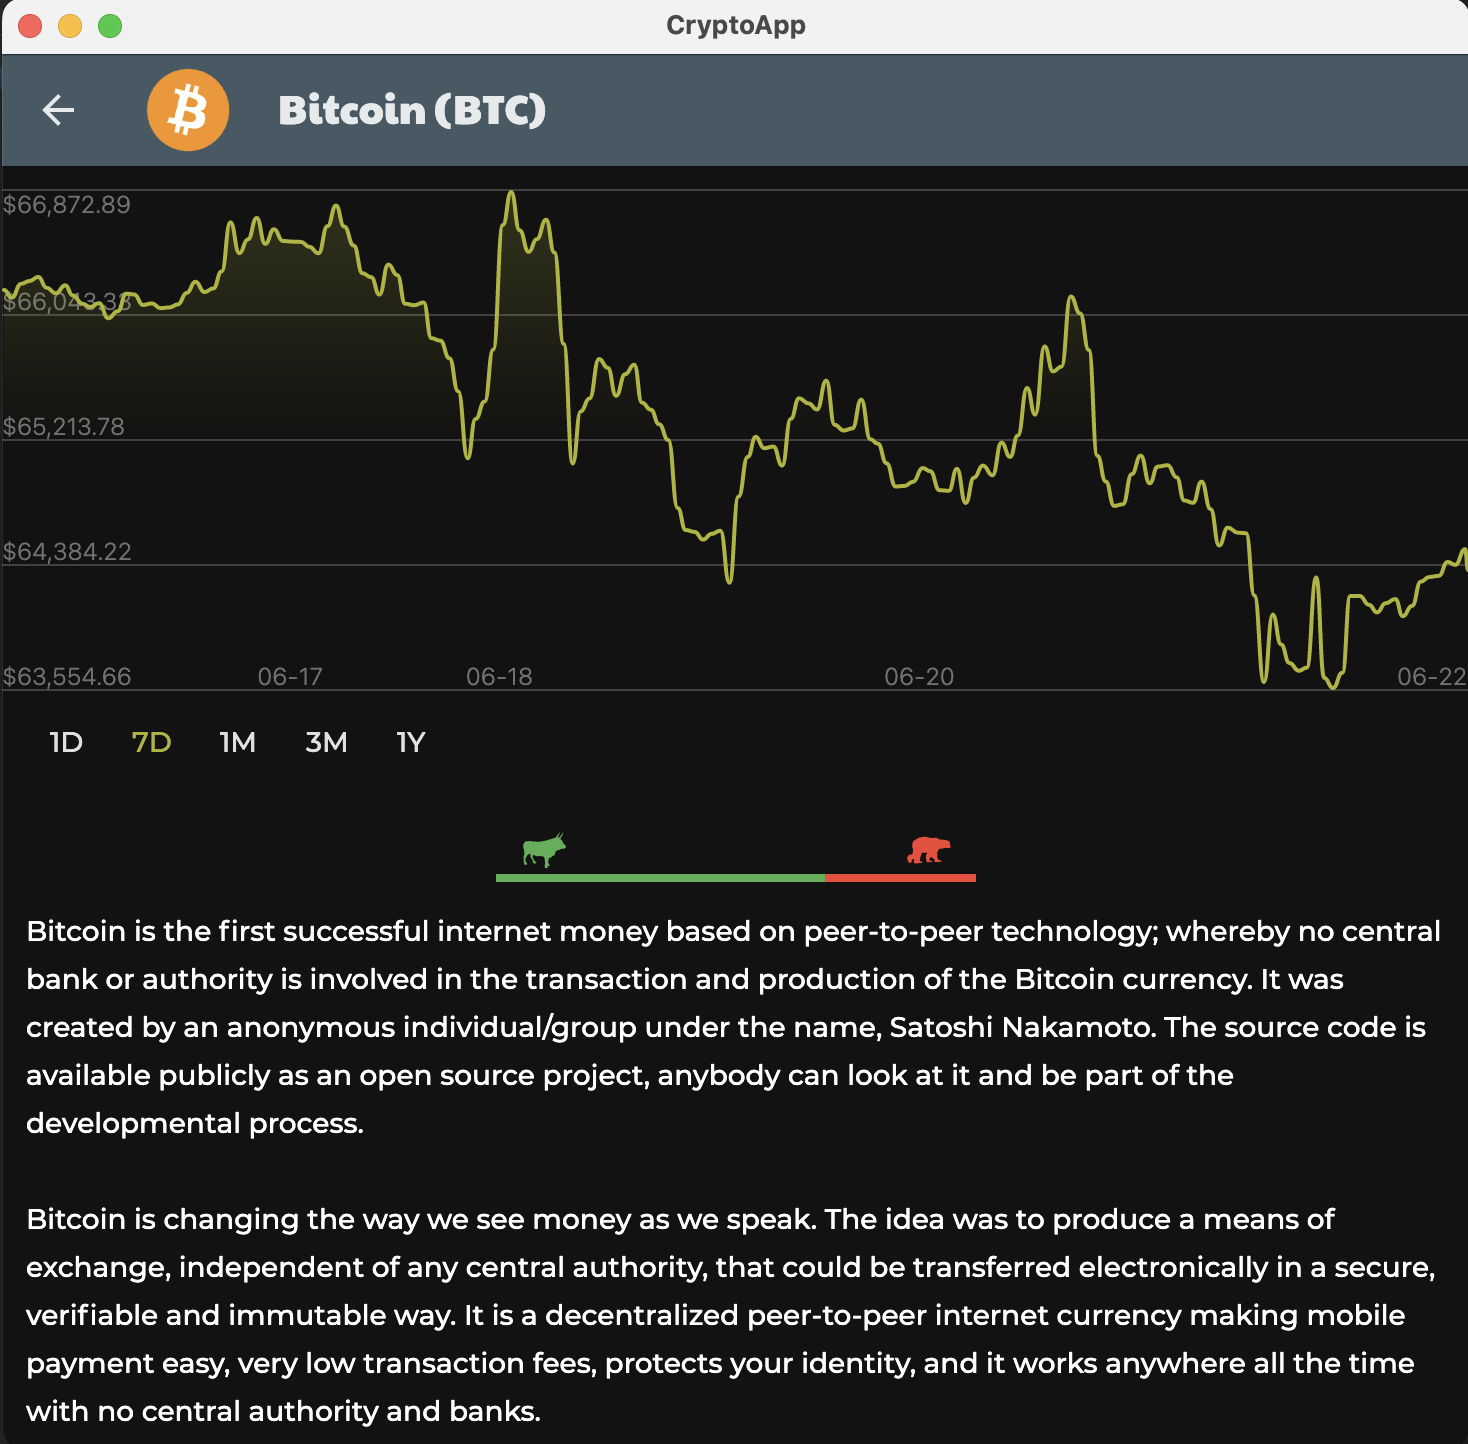 CryptoApp
Bitcoin (BTC)
$66,872.89
$66,043.33
$65,213.78
$64,384.22
$63,554.66
06-17
06-18
06-20
06-22
1D
7D
1M
3M
1Y
Bitcoin is the first successful internet money based on peer-to-peer technology; whereby no central
bank or authority is involved in the transaction and production of the Bitcoin currency. It was
created by an anonymous individual/group under the name, Satoshi Nakamoto. The source code is
available publicly as an open source project, anybody can look at it and be part of the
developmental process.
Bitcoin is changing the way we see money as we speak. The idea was to produce a means of
exchange, independent of any central authority, that could be transferred electronically in a secure,
verifiable and immutable way. It is a decentralized peer-to-peer internet currency making mobile
payment easy, very low transaction fees, protects your identity, and it works anywhere all the time
with no central authority and banks.